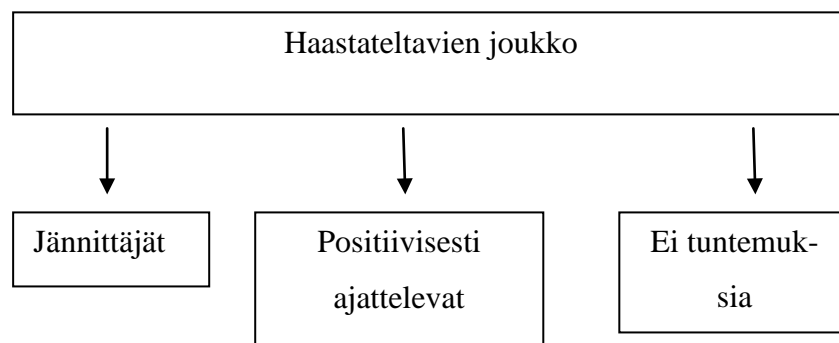 Haastateltavien joukko
Jännittäjät
Positiivisesti
ajattelevat
Ei tuntemuk-
sia